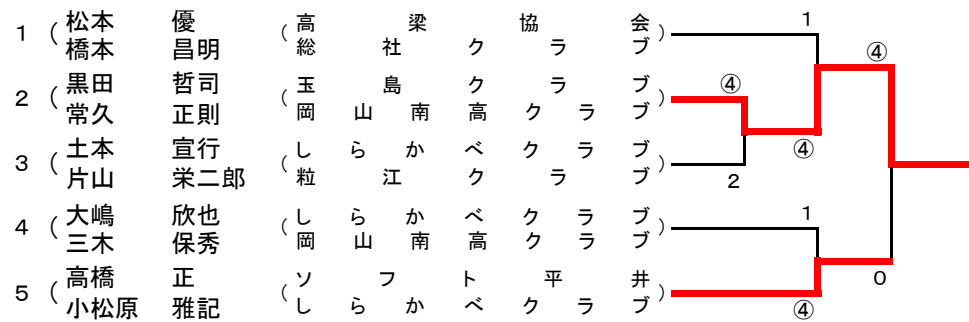 1 ( 松本 優 ( 高梁協会 ) 1
橋本 昌明 総社クラブ
④
2 ( 黒田 哲司 ( 玉島クラブ ) ④
常久 正則 岡山南高クラブ
④
3 ( 土本 宣行 ( しらかべクラブ )
片山 栄二郎 粒江クラブ 2
4 ( 大嶋 欣也 ( しらかべクラブ ) 1
三木 保秀 岡山南高クラブ
5 ( 高橋 正 ( ソフト平井 ) 0
小松原 雅記 しらかべクラブ ④